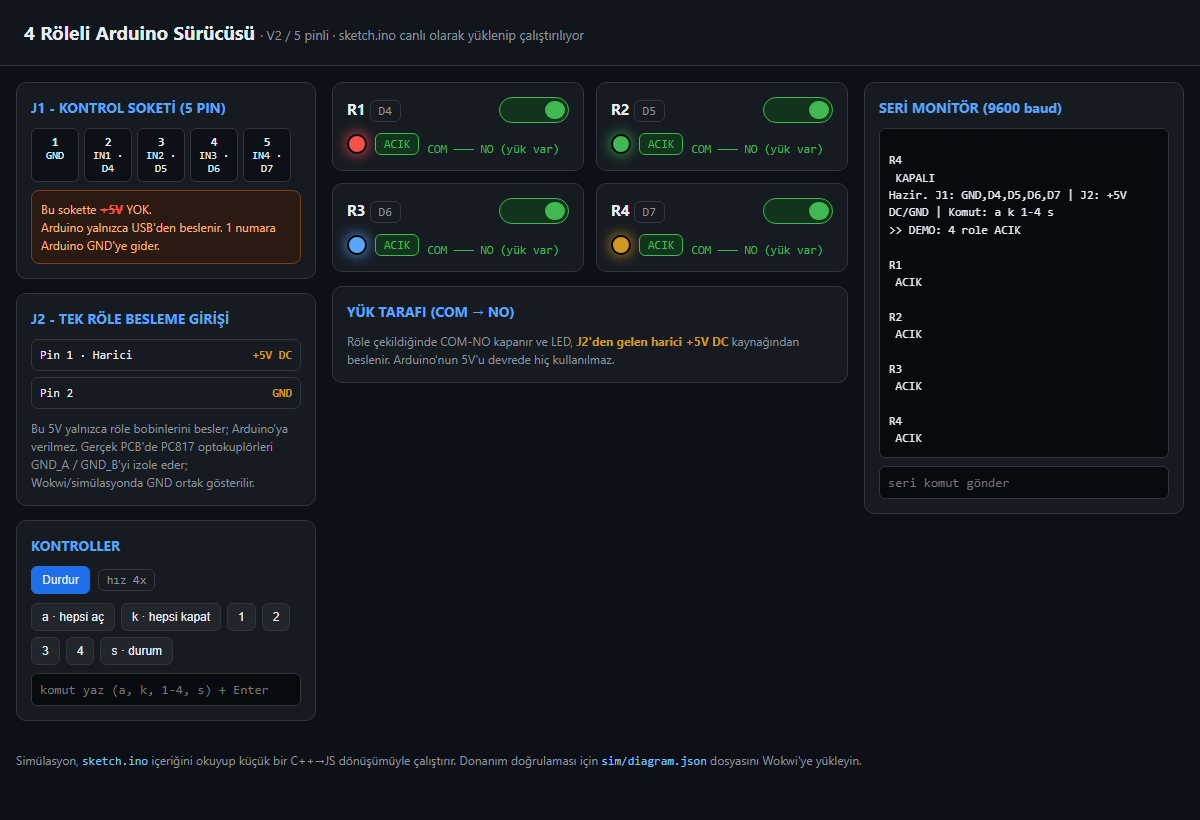 4 Röleli Arduino Sürücüsü · V2 / 5 pinli · sketch.ino canlı olarak yüklenip çalıştırılıyor
J1 - KONTROL SOKETİ (5 PIN)
1
GND
2
IN1 ·
D4
3
IN2 ·
D5
4
IN3 ·
D6
5
IN4 ·
D7
Bu sokette +5V YOK.
Arduino yalnızca USB'den beslenir. 1 numara
Arduino GND'ye gider.
J2 - TEK RÖLE BESLEME GİRİŞİ
Pin 1 · Harici +5V DC
Pin 2 GND
Bu 5V yalnızca röle bobinlerini besler; Arduino'ya
verilmez. Gerçek PCB'de PC817 optokuplörleri
GND_A / GND_B'yi izole eder;
Wokwi/simülasyonda GND ortak gösterilir.
KONTROLLER
Durdur hız 4x
a · hepsi aç k · hepsi kapat 1 2
3 4 s · durum
komut yaz (a, k, 1-4, s) + Enter
R1 D4
ACIK COM —— NO (yük var)
R2 D5
ACIK COM —— NO (yük var)
R3 D6
ACIK COM —— NO (yük var)
R4 D7
ACIK COM —— NO (yük var)
YÜK TARAFI (COM → NO)
Röle çekildiğinde COM-NO kapanır ve LED, J2'den gelen harici +5V DC kaynağından
beslenir. Arduino'nun 5V'u devrede hiç kullanılmaz.
SERİ MONİTÖR (9600 baud)
R4
KAPALI
Hazir. J1: GND,D4,D5,D6,D7 | J2: +5V
DC/GND | Komut: a k 1-4 s
>> DEMO: 4 role ACIK
R1
ACIK
R2
ACIK
R3
ACIK
R4
ACIK
seri komut gönder
Simülasyon, sketch.ino içeriğini okuyup küçük bir C++→JS dönüşümüyle çalıştırır. Donanım doğrulaması için sim/diagram.json dosyasını Wokwi'ye yükleyin.